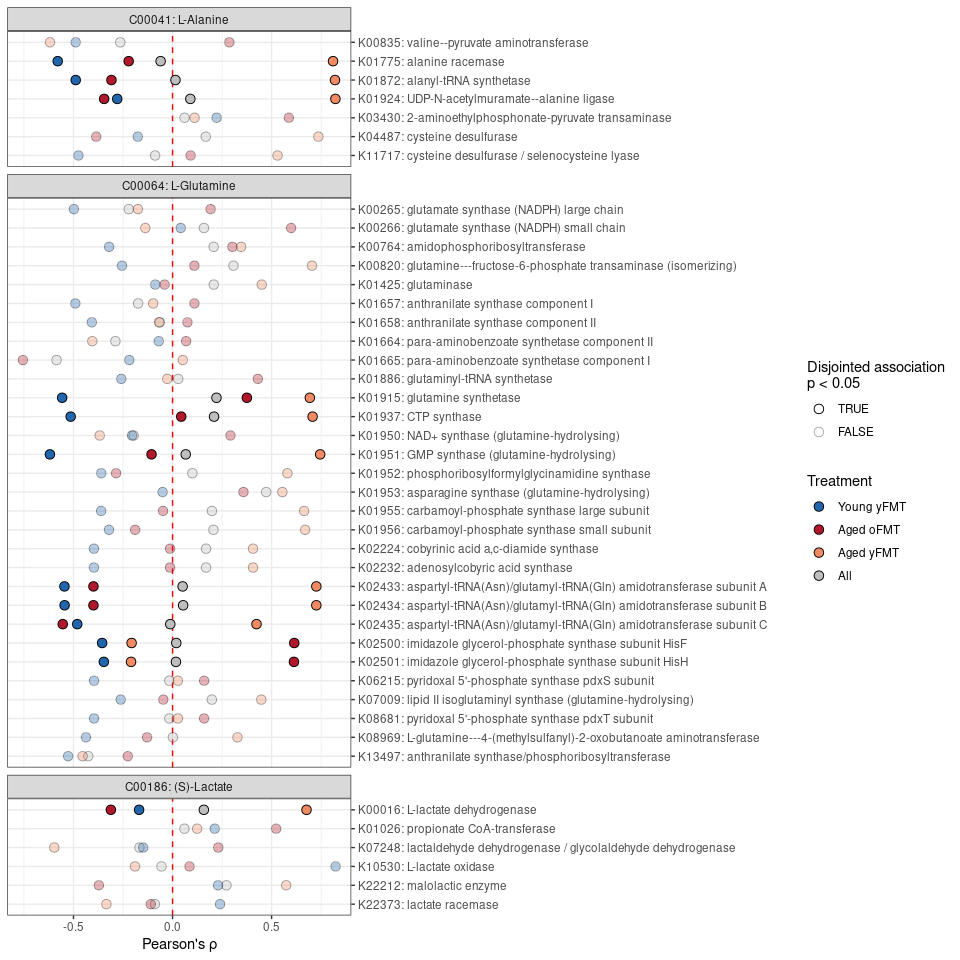 C00041: L-Alanine
K00835: valine--pyruvate aminotransferase
K01775: alanine racemase
K01872: alanyl-tRNA synthetase
K01924: UDP-N-acetylmuramate--alanine ligase
K03430: 2-aminoethylphosphonate-pyruvate transaminase
K04487: cysteine desulfurase
K11717: cysteine desulfurase / selenocysteine lyase
C00064: L-Glutamine
K00265: glutamate synthase (NADPH) large chain
K00266: glutamate synthase (NADPH) small chain
K00764: amidophosphoribosyltransferase
K00820: glutamine---fructose-6-phosphate transaminase (isomerizing)
K01425: glutaminase
K01657: anthranilate synthase component I
K01658: anthranilate synthase component II
K01664: para-aminobenzoate synthetase component II
K01665: para-aminobenzoate synthetase component I
K01886: glutaminyl-tRNA synthetase
K01915: glutamine synthetase
K01937: CTP synthase
K01950: NAD+ synthase (glutamine-hydrolysing)
K01951: GMP synthase (glutamine-hydrolysing)
K01952: phosphoribosylformylglycinamidine synthase
K01953: asparagine synthase (glutamine-hydrolysing)
K01955: carbamoyl-phosphate synthase large subunit
K01956: carbamoyl-phosphate synthase small subunit
K02224: cobyrinic acid a,c-diamide synthase
K02232: adenosylcobyric acid synthase
K02433: aspartyl-tRNA(Asn)/glutamyl-tRNA(Gln) amidotransferase subunit A
K02434: aspartyl-tRNA(Asn)/glutamyl-tRNA(Gln) amidotransferase subunit B
K02435: aspartyl-tRNA(Asn)/glutamyl-tRNA(Gln) amidotransferase subunit C
K02500: imidazole glycerol-phosphate synthase subunit HisF
K02501: imidazole glycerol-phosphate synthase subunit HisH
K06215: pyridoxal 5'-phosphate synthase pdxS subunit
K07009: lipid II isoglutaminyl synthase (glutamine-hydrolysing)
K08681: pyridoxal 5'-phosphate synthase pdxT subunit
K08969: L-glutamine---4-(methylsulfanyl)-2-oxobutanoate aminotransferase
K13497: anthranilate synthase/phosphoribosyltransferase
C00186: (S)-Lactate
K00016: L-lactate dehydrogenase
K01026: propionate CoA-transferase
K07248: lactaldehyde dehydrogenase / glycolaldehyde dehydrogenase
K10530: L-lactate oxidase
K22212: malolactic enzyme
K22373: lactate racemase
-0.5 0.0 0.5
Pearson's ρ
Disjointed association
p < 0.05
TRUE
FALSE
Treatment
Young yFMT
Aged oFMT
Aged yFMT
All